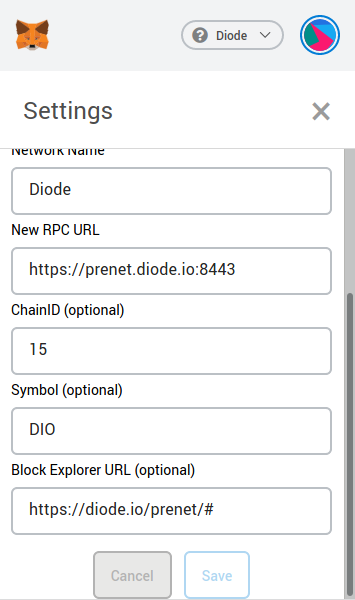 Diode
Settings
Network Name
Diode
New RPC URL
https://prenet.diode.io:8443
ChainID (optional)
15
Symbol (optional)
DIO
Block Explorer URL (optional)
https://diode.io/prenet/#
Cancel
Save